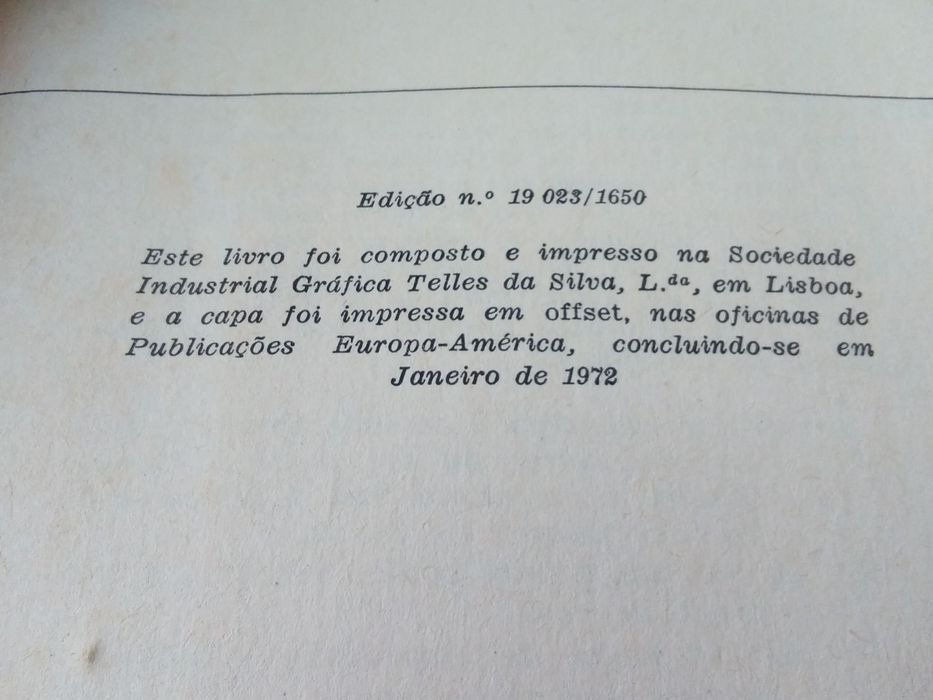 Edição n.º 19 023/1650
Este livro foi composto e impresso na Sociedade
Industrial Gráfica Telles da Silva, L.ᵈᵃ, em Lisboa,
e a capa foi impressa em offset, nas oficinas de
Publicações Europa-América, concluindo-se em
Janeiro de 1972